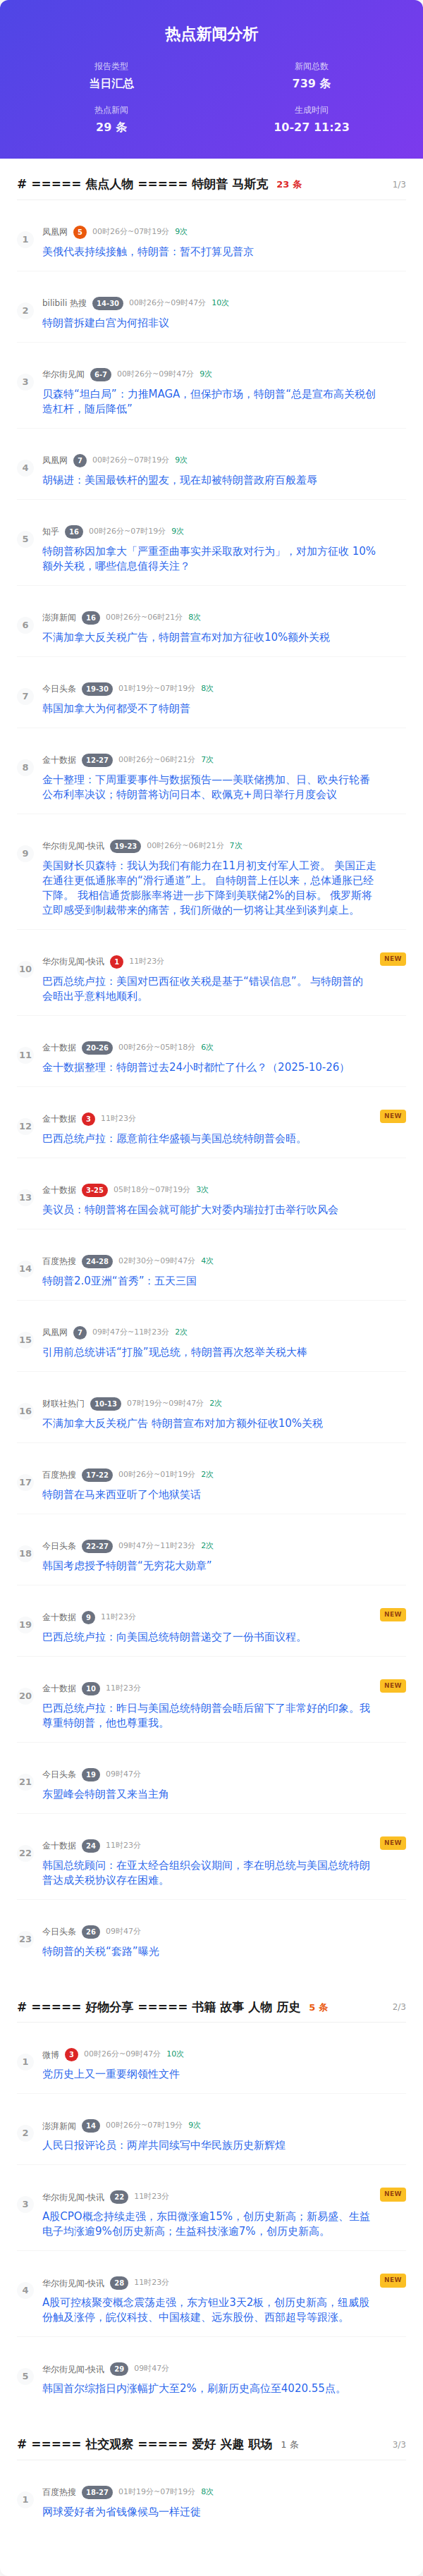 热点新闻分析
报告类型
新闻总数
当日汇总
739 条
热点新闻
生成时间
29 条
10-27 11:23
# ===== 焦点人物 ===== 特朗普 马斯克 23 条 1/3
1
凤凰网 5 00时26分~07时19分 9次
美俄代表持续接触，特朗普：暂不打算见普京
2
bilibili 热搜 14-30 00时26分~09时47分 10次
特朗普拆建白宫为何招非议
3
华尔街见闻 6-7 00时26分~09时47分 9次
贝森特“坦白局”：力推MAGA，但保护市场，特朗普“总是宣布高关税创
造杠杆，随后降低”
4
凤凰网 7 00时26分~07时19分 9次
胡锡进：美国最铁杆的盟友，现在却被特朗普政府百般羞辱
5
知乎 16 00时26分~07时19分 9次
特朗普称因加拿大「严重歪曲事实并采取敌对行为」，对加方征收 10%
额外关税，哪些信息值得关注？
6
澎湃新闻 16 00时26分~06时21分 8次
不满加拿大反关税广告，特朗普宣布对加方征收10%额外关税
7
今日头条 19-30 01时19分~07时19分 8次
韩国加拿大为何都受不了特朗普
8
金十数据 12-27 00时26分~06时21分 7次
金十整理：下周重要事件与数据预告——美联储携加、日、欧央行轮番
公布利率决议；特朗普将访问日本、欧佩克+周日举行月度会议
9
华尔街见闻-快讯 19-23 00时26分~06时21分 7次
美国财长贝森特：我认为我们有能力在11月初支付军人工资。 美国正走
在通往更低通胀率的“滑行通道”上。 自特朗普上任以来，总体通胀已经
下降。 我相信通货膨胀率将进一步下降到美联储2%的目标。 俄罗斯将
立即感受到制裁带来的痛苦，我们所做的一切将让其坐到谈判桌上。
10
华尔街见闻-快讯 1 11时23分 NEW
巴西总统卢拉：美国对巴西征收关税是基于“错误信息”。 与特朗普的
会晤出乎意料地顺利。
11
金十数据 20-26 00时26分~05时18分 6次
金十数据整理：特朗普过去24小时都忙了什么？（2025-10-26）
12
金十数据 3 11时23分 NEW
巴西总统卢拉：愿意前往华盛顿与美国总统特朗普会晤。
13
金十数据 3-25 05时18分~07时19分 3次
美议员：特朗普将在国会就可能扩大对委内瑞拉打击举行吹风会
14
百度热搜 24-28 02时30分~09时47分 4次
特朗普2.0亚洲“首秀”：五天三国
15
凤凰网 7 09时47分~11时23分 2次
引用前总统讲话“打脸”现总统，特朗普再次怒举关税大棒
16
财联社热门 10-13 07时19分~09时47分 2次
不满加拿大反关税广告 特朗普宣布对加方额外征收10%关税
17
百度热搜 17-22 00时26分~01时19分 2次
特朗普在马来西亚听了个地狱笑话
18
今日头条 22-27 09时47分~11时23分 2次
韩国考虑授予特朗普“无穷花大勋章”
19
金十数据 9 11时23分 NEW
巴西总统卢拉：向美国总统特朗普递交了一份书面议程。
20
金十数据 10 11时23分 NEW
巴西总统卢拉：昨日与美国总统特朗普会晤后留下了非常好的印象。我
尊重特朗普，他也尊重我。
21
今日头条 19 09时47分
东盟峰会特朗普又来当主角
22
金十数据 24 11时23分 NEW
韩国总统顾问：在亚太经合组织会议期间，李在明总统与美国总统特朗
普达成关税协议存在困难。
23
今日头条 26 09时47分
特朗普的关税“套路”曝光
# ===== 好物分享 ===== 书籍 故事 人物 历史 5 条 2/3
1
微博 3 00时26分~09时47分 10次
党历史上又一重要纲领性文件
2
澎湃新闻 14 00时26分~07时19分 9次
人民日报评论员：两岸共同续写中华民族历史新辉煌
3
华尔街见闻-快讯 22 11时23分 NEW
A股CPO概念持续走强，东田微涨逾15%，创历史新高；新易盛、生益
电子均涨逾9%创历史新高；生益科技涨逾7%，创历史新高。
4
华尔街见闻-快讯 28 11时23分 NEW
A股可控核聚变概念震荡走强，东方钽业3天2板，创历史新高，纽威股
份触及涨停，皖仪科技、中国核建、远东股份、西部超导等跟涨。
5
华尔街见闻-快讯 29 09时47分
韩国首尔综指日内涨幅扩大至2%，刷新历史高位至4020.55点。
# ===== 社交观察 ===== 爱好 兴趣 职场 1 条 3/3
1
百度热搜 18-27 01时19分~07时19分 8次
网球爱好者为省钱像候鸟一样迁徙